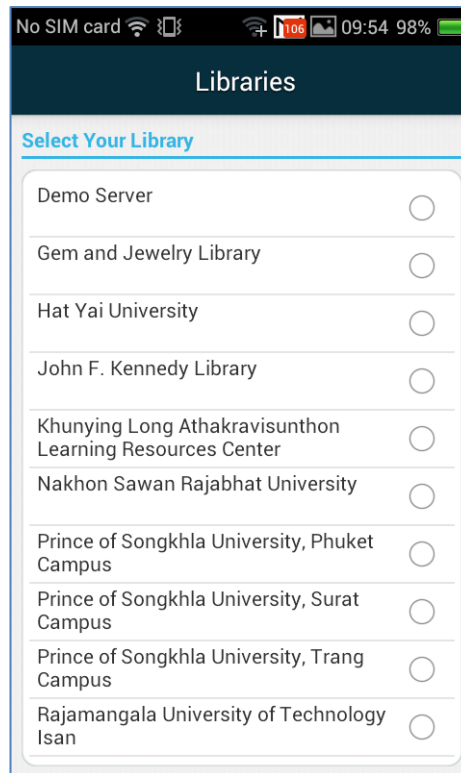 No SIM card 106 09:54 98%
Libraries
Select Your Library
Demo Server
Gem and Jewelry Library
Hat Yai University
John F. Kennedy Library
Khunying Long Athakravisunthon
Learning Resources Center
Nakhon Sawan Rajabhat University
Prince of Songkhla University, Phuket
Campus
Prince of Songkhla University, Surat
Campus
Prince of Songkhla University, Trang
Campus
Rajamangala University of Technology
Isan